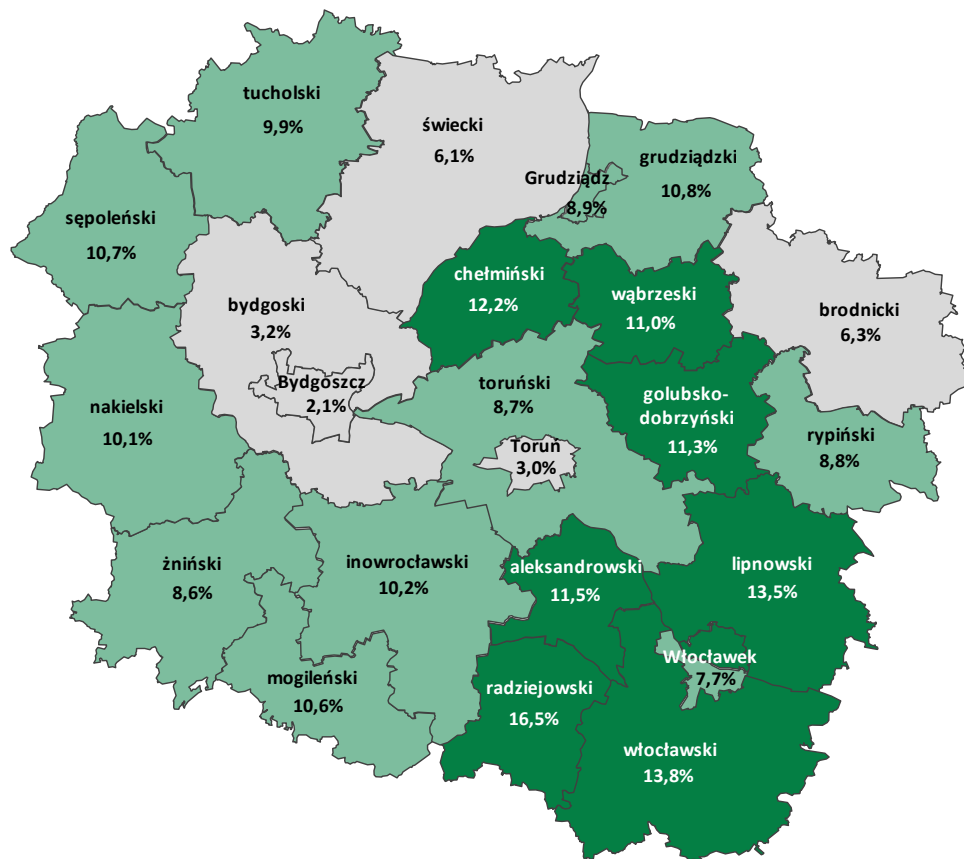 tucholski
9,9%
świecki
6,1%
grudziądzki
10,8%
Grudziądz
8,9%
sępoleński
10,7%
chełmiński
12,2%
wąbrzeski
11,0%
bydgoski
3,2%
brodnicki
6,3%
Bydgoszcz
2,1%
toruński
8,7%
golubsko-
dobrzyński
11,3%
nakielski
10,1%
rypiński
8,8%
Toruń
3,0%
żniński
8,6%
inowrocławski
10,2%
aleksandrowski
11,5%
lipnowski
13,5%
Włocławek
7,7%
mogileński
10,6%
radziejowski
16,5%
włocławski
13,8%